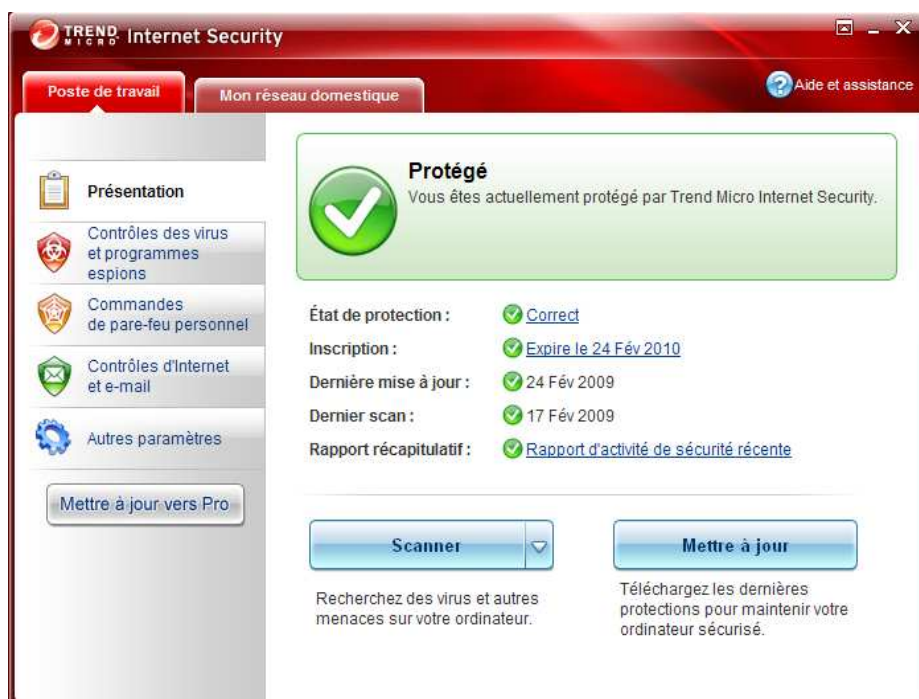 TREND MICRO Internet Security
Poste de travail
Mon réseau domestique
Aide et assistance
Présentation
Contrôles des virus
et programmes
espions
Commandes
de pare-feu personnel
Contrôles d'Internet
et e-mail
Autres paramètres
Mettre à jour vers Pro
Protégé
Vous êtes actuellement protégé par Trend Micro Internet Security.
État de protection : Correct
Inscription : Expire le 24 Fév 2010
Dernière mise à jour : 24 Fév 2009
Dernier scan : 17 Fév 2009
Rapport récapitulatif : Rapport d'activité de sécurité récente
Scanner
Recherchez des virus et autres
menaces sur votre ordinateur.
Mettre à jour
Téléchargez les dernières
protections pour maintenir votre
ordinateur sécurisé.